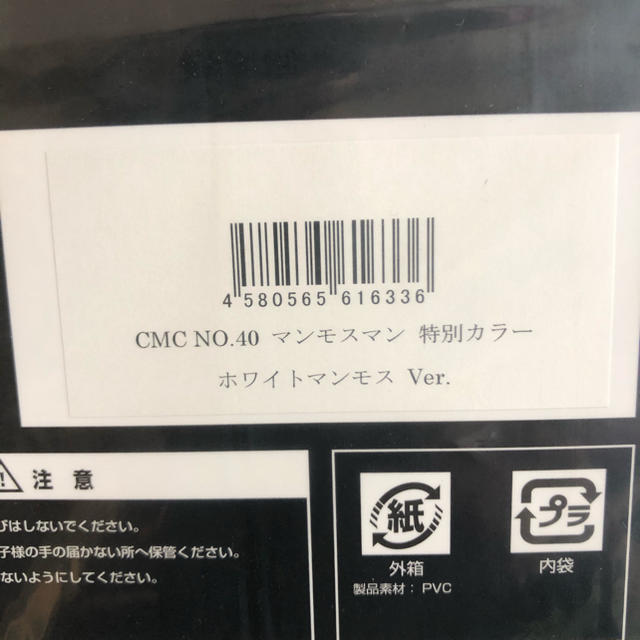 4 580565 616336
CMC NO.40 マンモスマン 特別カラー
ホワイトマンモス Ver.
注 意
びはしないでください。
子様の手の届かない所へ保管ください。
ないようにしてください。
紙
外箱
プラ
内袋
製品素材： PVC